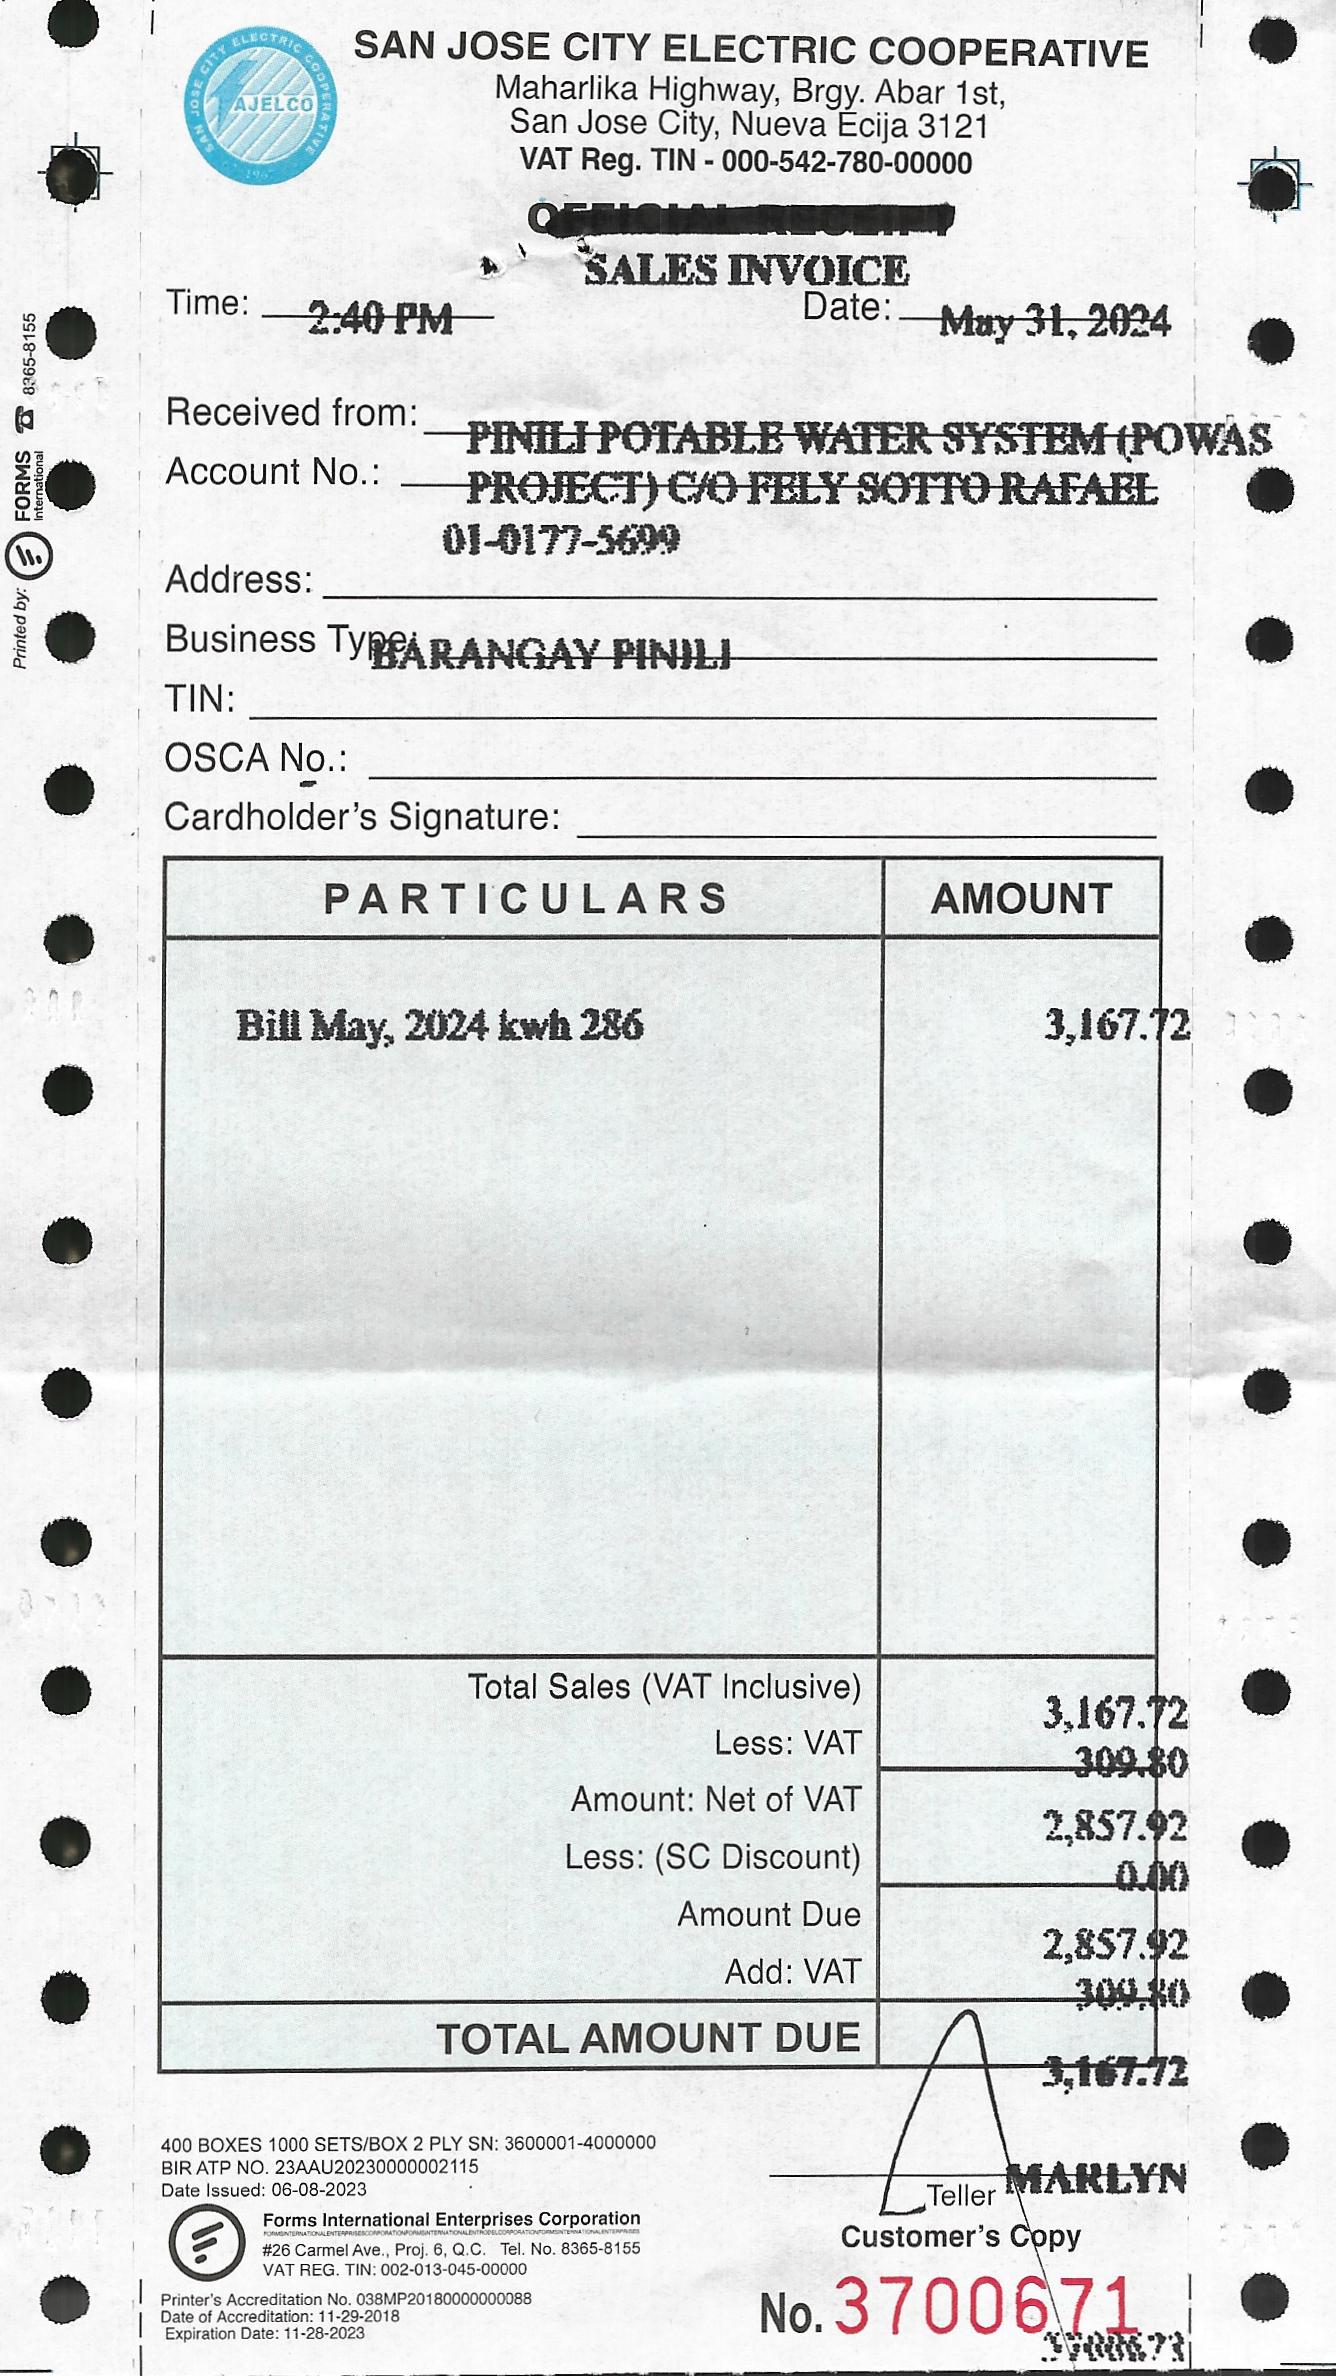 SAN JOSE CITY ELECTRIC COOPERATIVE
Maharlika Highway, Brgy. Abar 1st,
San Jose City, Nueva Ecija 3121
VAT Reg. TIN - 000-542-780-00000
SAN JOSE CITY ELECTRIC COOPERATIVE
AJELCO
OFFICIAL RECEIPT
SALES INVOICE
Time: 2:40 PM Date: May 31, 2024
Received from: PINILI POTABLE WATER SYSTEM (POWAS
Account No.: PROJECT) C/O FELY SOTTO RAFAEL
01-0177-5699
Address:
Business Type: BARANGAY PINILI
TIN:
OSCA No.:
Cardholder's Signature:
PARTICULARS AMOUNT
Bill May, 2024 kwh 286 3,167.72
Total Sales (VAT Inclusive) 3,167.72
Less: VAT 309.80
Amount: Net of VAT 2,857.92
Less: (SC Discount) 0.00
Amount Due 2,857.92
Add: VAT 309.80
TOTAL AMOUNT DUE 3,167.72
400 BOXES 1000 SETS/BOX 2 PLY SN: 3600001-4000000
BIR ATP NO. 23AAU20230000002115
Date Issued: 06-08-2023
MARLYN
Teller
Customer's Copy
Forms International Enterprises Corporation
#26 Carmel Ave., Proj. 6, Q.C. Tel. No. 8365-8155
VAT REG. TIN: 002-013-045-00000
Printer's Accreditation No. 038MP20180000000088
Date of Accreditation: 11-29-2018
Expiration Date: 11-28-2023
No. 3700671
Printed by: FORMS International ☎ 8365-8155